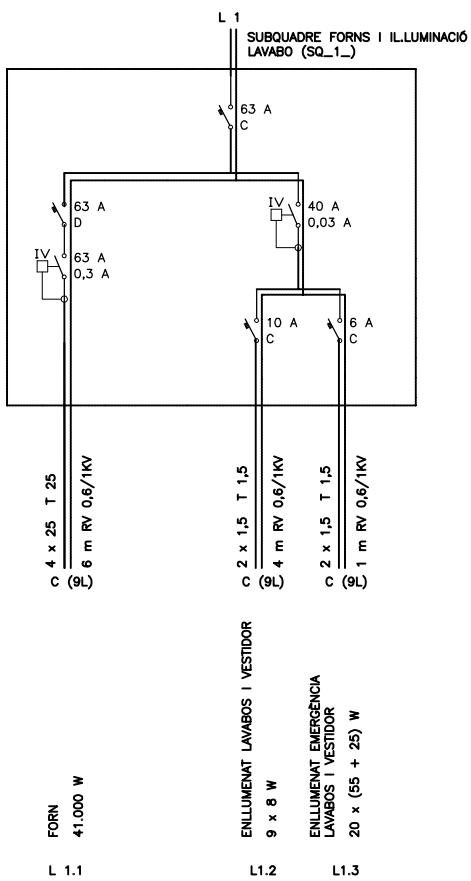 L 1
SUBQUADRE FORNS I IL.LUMINACIÓ
LAVABO (SQ_1_)
63 A
C
63 A
D
IV
63 A
0,3 A
IV
40 A
0,03 A
10 A
C
6 A
C
4 x 25 T 25
6 m RV 0,6/1KV
2 x 1,5 T 1,5
4 m RV 0,6/1KV
2 x 1,5 T 1,5
1 m RV 0,6/1KV
C (9L)
C (9L)
C (9L)
FORN
41.000 W
ENLLUMENAT LAVABOS I VESTIDOR
9 x 8 W
ENLLUMENAT EMERGÈNCIA
LAVABOS I VESTIDOR
20 x (55 + 25) W
L 1.1
L1.2
L1.3